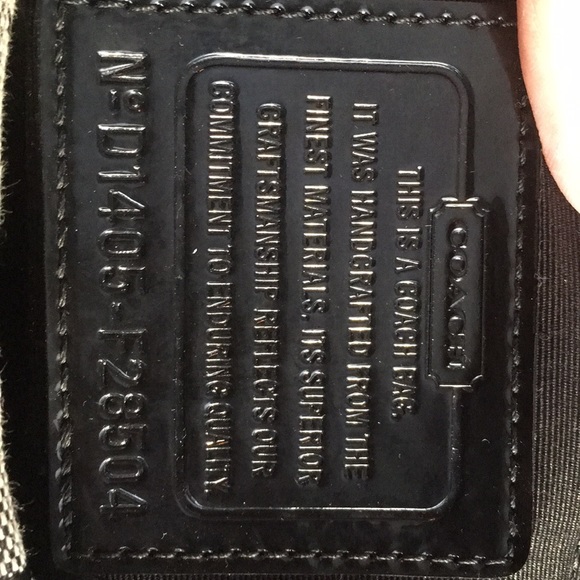 COACH
THIS IS A COACH BAG.
IT WAS HANDCRAFTED FROM THE
FINEST MATERIALS. ITS SUPERIOR
CRAFTSMANSHIP REFLECTS OUR
COMMITMENT TO ENDURING QUALITY.
Nº D1405-F28504